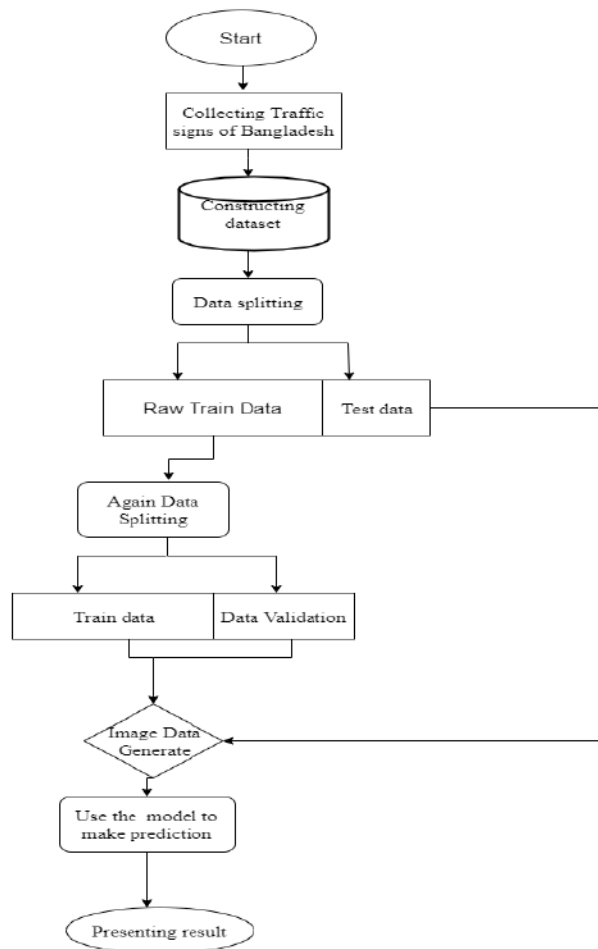 Start
Collecting Traffic
signs of Bangladesh
Constructing
dataset
Data splitting
Raw Train Data
Test data
Again Data
Splitting
Train data
Data Validation
Image Data
Generate
Use the model to
make prediction
Presenting result